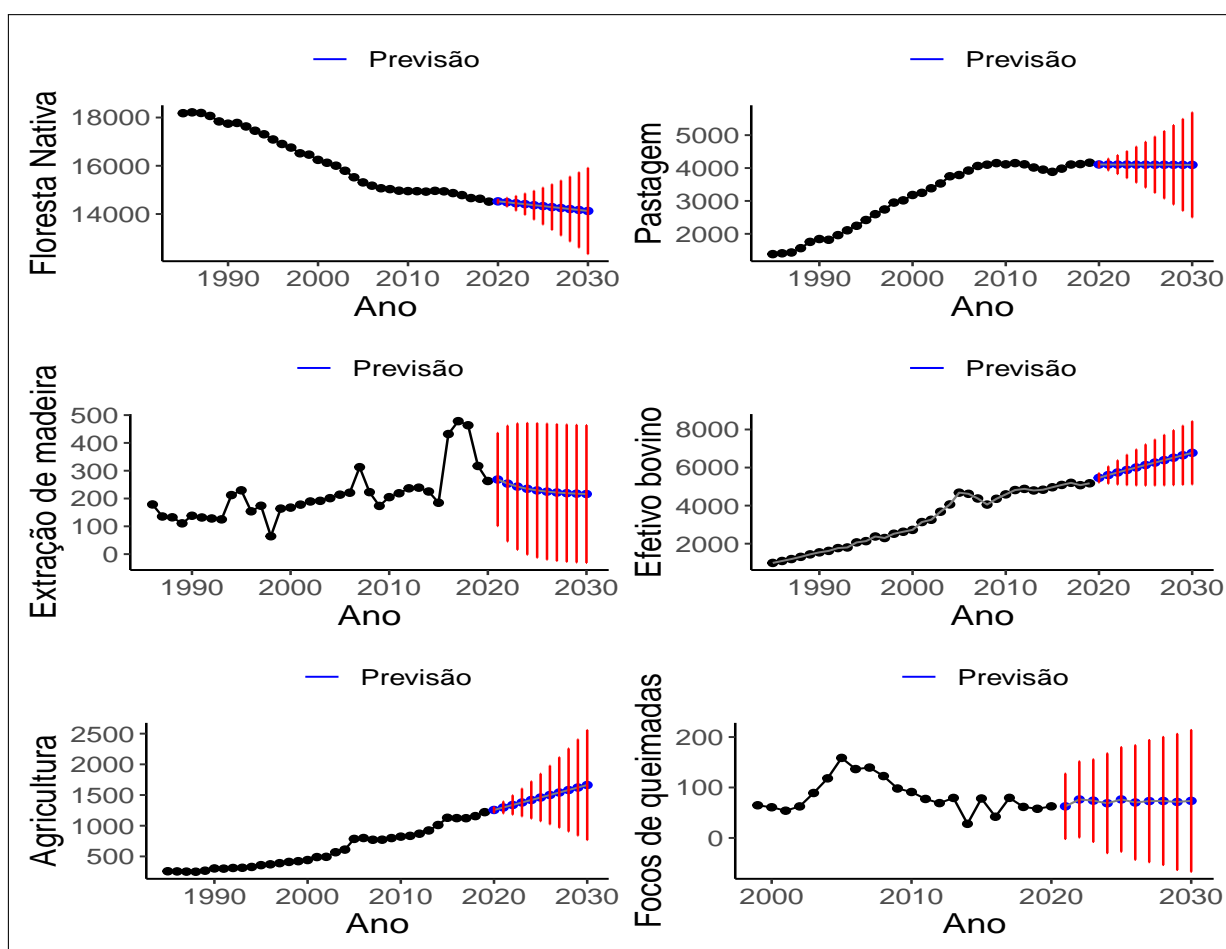 Previsão
Floresta Nativa
18000
16000
14000
1990 2000 2010 2020 2030
Ano
Previsão
Pastagem
5000
4000
3000
2000
1990 2000 2010 2020 2030
Ano
Previsão
Extração de madeira
500
400
300
200
100
0
1990 2000 2010 2020 2030
Ano
Previsão
Efetivo bovino
8000
6000
4000
2000
1990 2000 2010 2020 2030
Ano
Previsão
Agricultura
2500
2000
1500
1000
500
1990 2000 2010 2020 2030
Ano
Previsão
Focos de queimadas
200
100
0
2000 2010 2020 2030
Ano